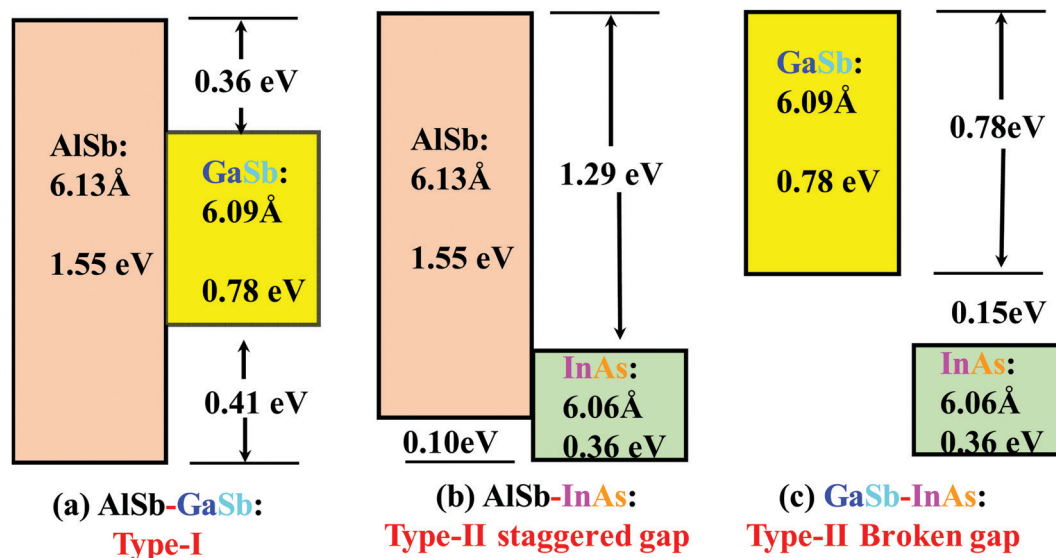 0.36 eV
AlSb:
6.13Å
1.55 eV
GaSb:
6.09Å
0.78 eV
0.41 eV
(a) AlSb-GaSb:
Type-I
AlSb:
6.13Å
1.55 eV
1.29 eV
InAs:
6.06Å
0.36 eV
0.10eV
(b) AlSb-InAs:
Type-II staggered gap
GaSb:
6.09Å
0.78 eV
0.78eV
0.15eV
InAs:
6.06Å
0.36 eV
(c) GaSb-InAs:
Type-II Broken gap